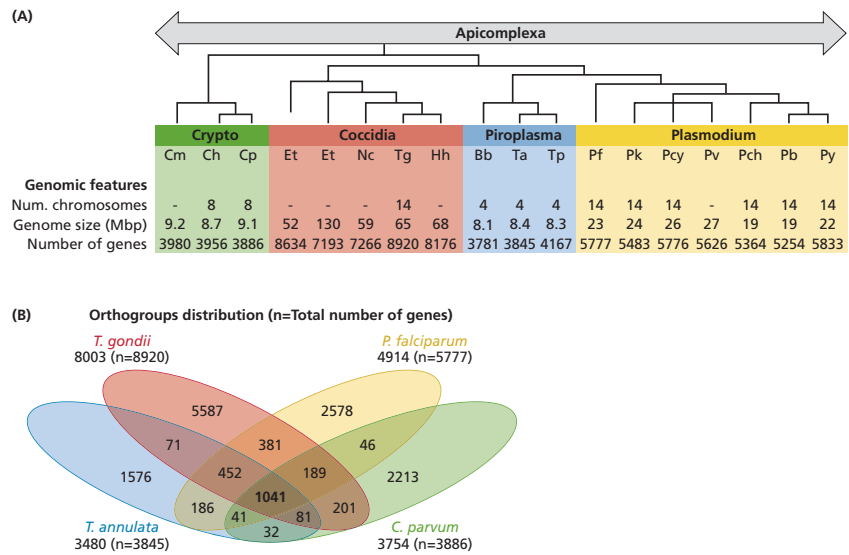 (A)
Apicomplexa
Crypto Coccidia Piroplasma Plasmodium
Cm Ch Cp Et Et Nc Tg Hh Bb Ta Tp Pf Pk Pcy Pv Pch Pb Py
Genomic features
Num. chromosomes - 8 8 - - - 14 - 4 4 4 14 14 14 - 14 14 14
Genome size (Mbp) 9.2 8.7 9.1 52 130 59 65 68 8.1 8.4 8.3 23 24 26 27 19 19 22
Number of genes 3980 3956 3886 8634 7193 7266 8920 8176 3781 3845 4167 5777 5483 5776 5626 5364 5254 5833
(B) Orthogroups distribution (n=Total number of genes)
T. gondii P. falciparum
8003 (n=8920) 4914 (n=5777)
5587 2578
71 381 46
1576 452 189 2213
1041
186 41 81 201
32
T. annulata C. parvum
3480 (n=3845) 3754 (n=3886)